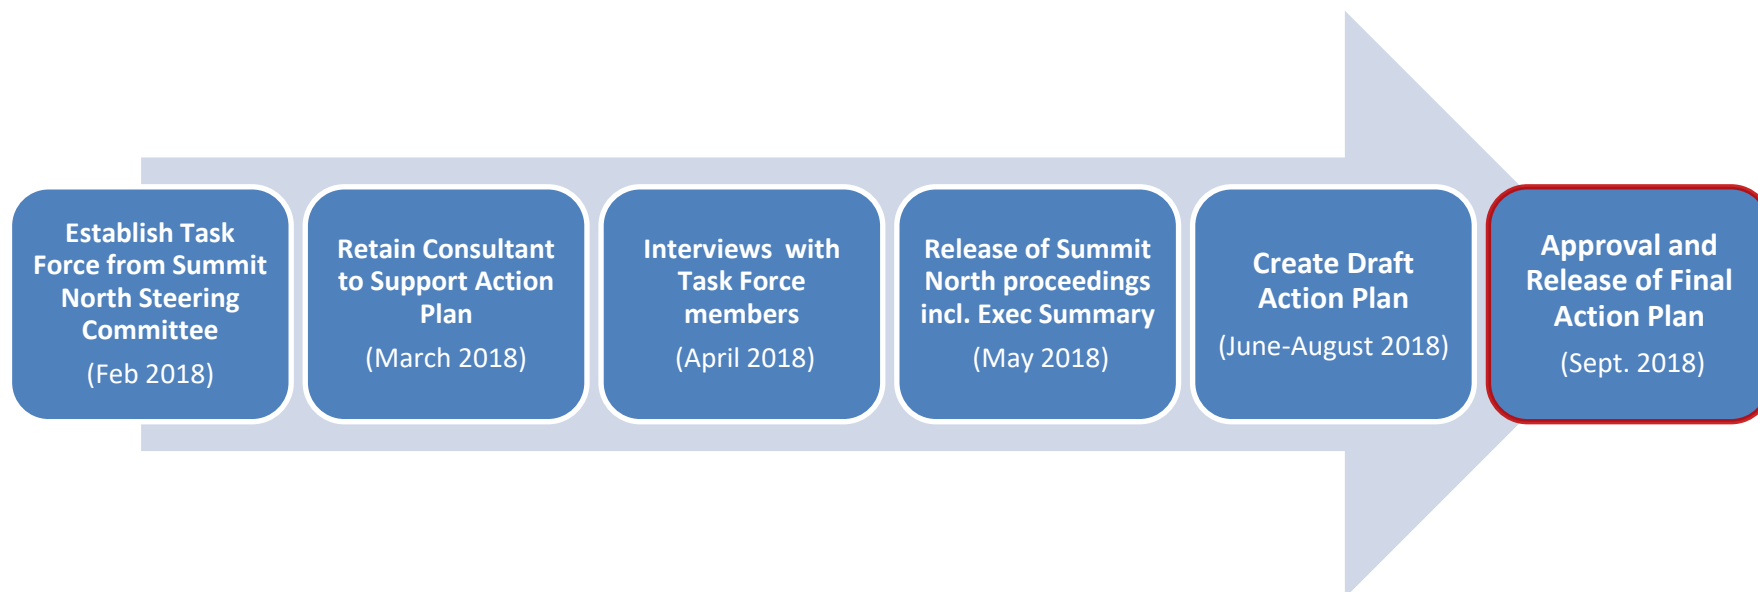 Establish Task
Force from Summit
North Steering
Committee
(Feb 2018)
Retain Consultant
to Support Action
Plan
(March 2018)
Interviews with
Task Force
members
(April 2018)
Release of Summit
North proceedings
incl. Exec Summary
(May 2018)
Create Draft
Action Plan
(June-August 2018)
Approval and
Release of Final
Action Plan
(Sept. 2018)